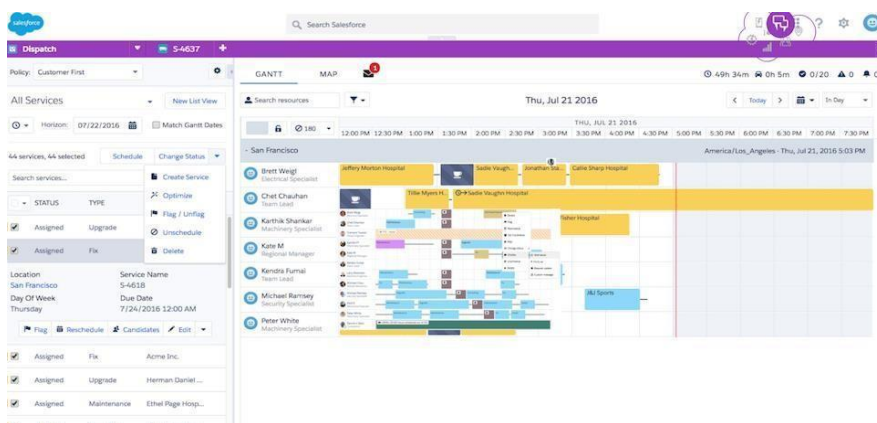 salesforce
Search Salesforce
Dispatch
S-4637
Policy: Customer First
GANTT MAP 1
49h 34m 0h 5m 0/20 0
All Services
New List View
Search resources
Thu, Jul 21 2016
Today
In Day
Horizon: 07/22/2016
Match Gantt Dates
180
THU, JUL 21 2016
12:00 PM 12:30 PM 1:00 PM 1:30 PM 2:00 PM 2:30 PM 3:00 PM 3:30 PM 4:00 PM 4:30 PM 5:00 PM 5:30 PM 6:00 PM 6:30 PM 7:00 PM 7:30 PM
44 services, 44 selected
Schedule
Change Status
San Francisco
America/Los_Angeles - Thu, Jul 21, 2016 5:03 PM
Search services...
Create Service
Optimize
Flag / Unflag
Unschedule
Delete
STATUS TYPE
Assigned Upgrade
Assigned Fix
Location
San Francisco
Service Name
S-4618
Day Of Week
Thursday
Due Date
7/24/2016 12:00 AM
Flag Reschedule Candidates Edit
Assigned Fix Acme Inc.
Assigned Upgrade Herman Daniel ...
Assigned Maintenance Ethel Page Hosp...
Brett Weigl
Electrical Specialist
Jeffery Morton Hospital
Sadie Vaugh...
Jonathan Sta...
Callie Sharp Hospital
Chet Chauhan
Team Lead
Tillie Myers H...
Sadie Vaughn Hospital
Karthik Shankar
Machinery Specialist
Kate M
Regional Manager
Kendra Fumai
Team Lead
Michael Ramsey
Security Specialist
J&J Sports
Peter White
Machinery Specialist